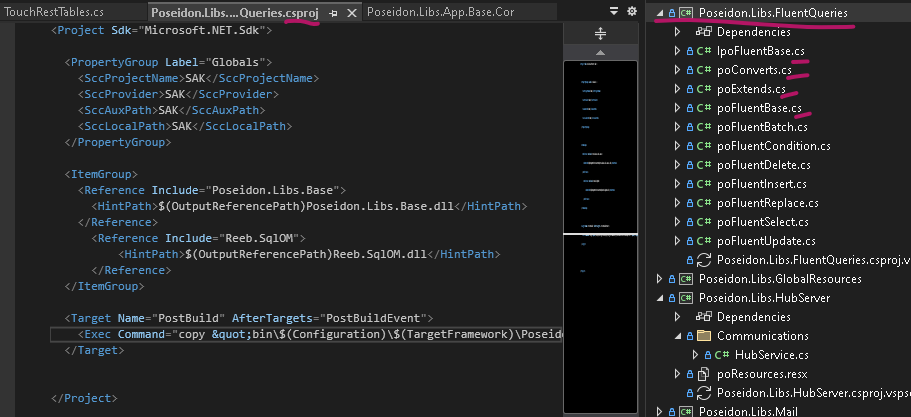 TouchRestTables.cs
Poseidon.Libs....Queries.csproj
Poseidon.Libs.App.Base.Cor
<Project Sdk="Microsoft.NET.Sdk">
<PropertyGroup Label="Globals">
<SccProjectName>SAK</SccProjectName>
<SccProvider>SAK</SccProvider>
<SccAuxPath>SAK</SccAuxPath>
<SccLocalPath>SAK</SccLocalPath>
</PropertyGroup>
<ItemGroup>
<Reference Include="Poseidon.Libs.Base">
<HintPath>$(OutputReferencePath)Poseidon.Libs.Base.dll</HintPath>
</Reference>
<Reference Include="Reeb.SqlOM">
<HintPath>$(OutputReferencePath)Reeb.SqlOM.dll</HintPath>
</Reference>
</ItemGroup>
<Target Name="PostBuild" AfterTargets="PostBuildEvent">
<Exec Command="copy &quot;bin\$(Configuration)\$(TargetFramework)\Poseid
</Target>
</Project>
C# Poseidon.Libs.FluentQueries
Dependencies
C# IpoFluentBase.cs
C# poConverts.cs
C# poExtends.cs
C# poFluentBase.cs
C# poFluentBatch.cs
C# poFluentCondition.cs
C# poFluentDelete.cs
C# poFluentInsert.cs
C# poFluentReplace.cs
C# poFluentSelect.cs
C# poFluentUpdate.cs
Poseidon.Libs.FluentQueries.csproj.v
C# Poseidon.Libs.GlobalResources
C# Poseidon.Libs.HubServer
Dependencies
Communications
C# HubService.cs
poResources.resx
Poseidon.Libs.HubServer.csproj.vsps
C# Poseidon.Libs.Mail